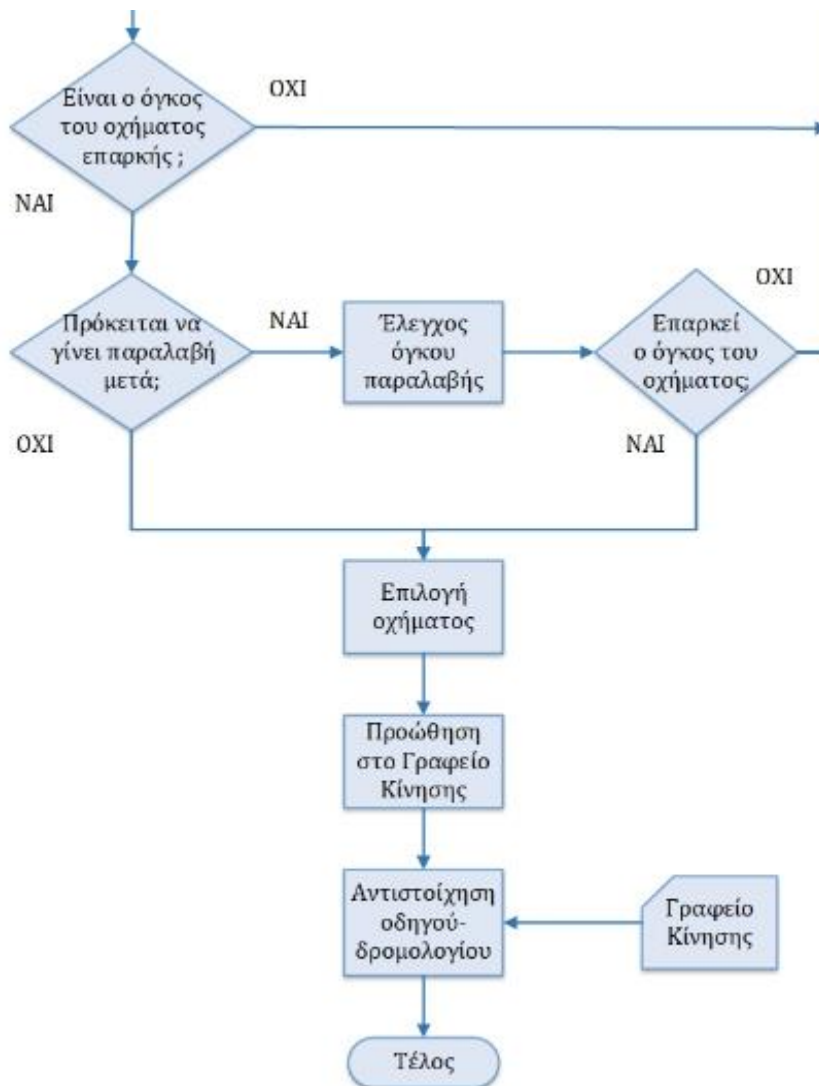 ΟΧΙ
Είναι ο όγκος
του οχήματος
επαρκής ;
ΝΑΙ
Πρόκειται να
γίνει παραλαβή
μετά;
ΝΑΙ
Έλεγχος
όγκου
παραλαβής
Επαρκεί
ο όγκος του
οχήματος;
ΟΧΙ
ΟΧΙ
ΝΑΙ
Επιλογή
οχήματος
Προώθηση
στο Γραφείο
Κίνησης
Αντιστοίχηση
οδηγού-
δρομολογίου
Γραφείο
Κίνησης
Τέλος